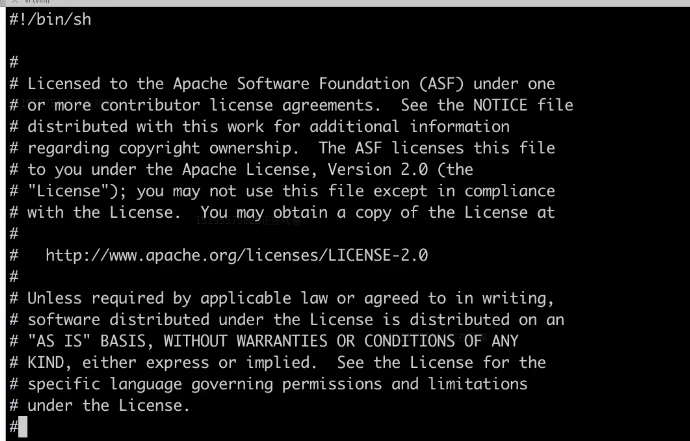 #!/bin/sh
#
# Licensed to the Apache Software Foundation (ASF) under one
# or more contributor license agreements.  See the NOTICE file
# distributed with this work for additional information
# regarding copyright ownership.  The ASF licenses this file
# to you under the Apache License, Version 2.0 (the
# "License"); you may not use this file except in compliance
# with the License.  You may obtain a copy of the License at
#
#   http://www.apache.org/licenses/LICENSE-2.0
#
# Unless required by applicable law or agreed to in writing,
# software distributed under the License is distributed on an
# "AS IS" BASIS, WITHOUT WARRANTIES OR CONDITIONS OF ANY
# KIND, either express or implied.  See the License for the
# specific language governing permissions and limitations
# under the License.
#